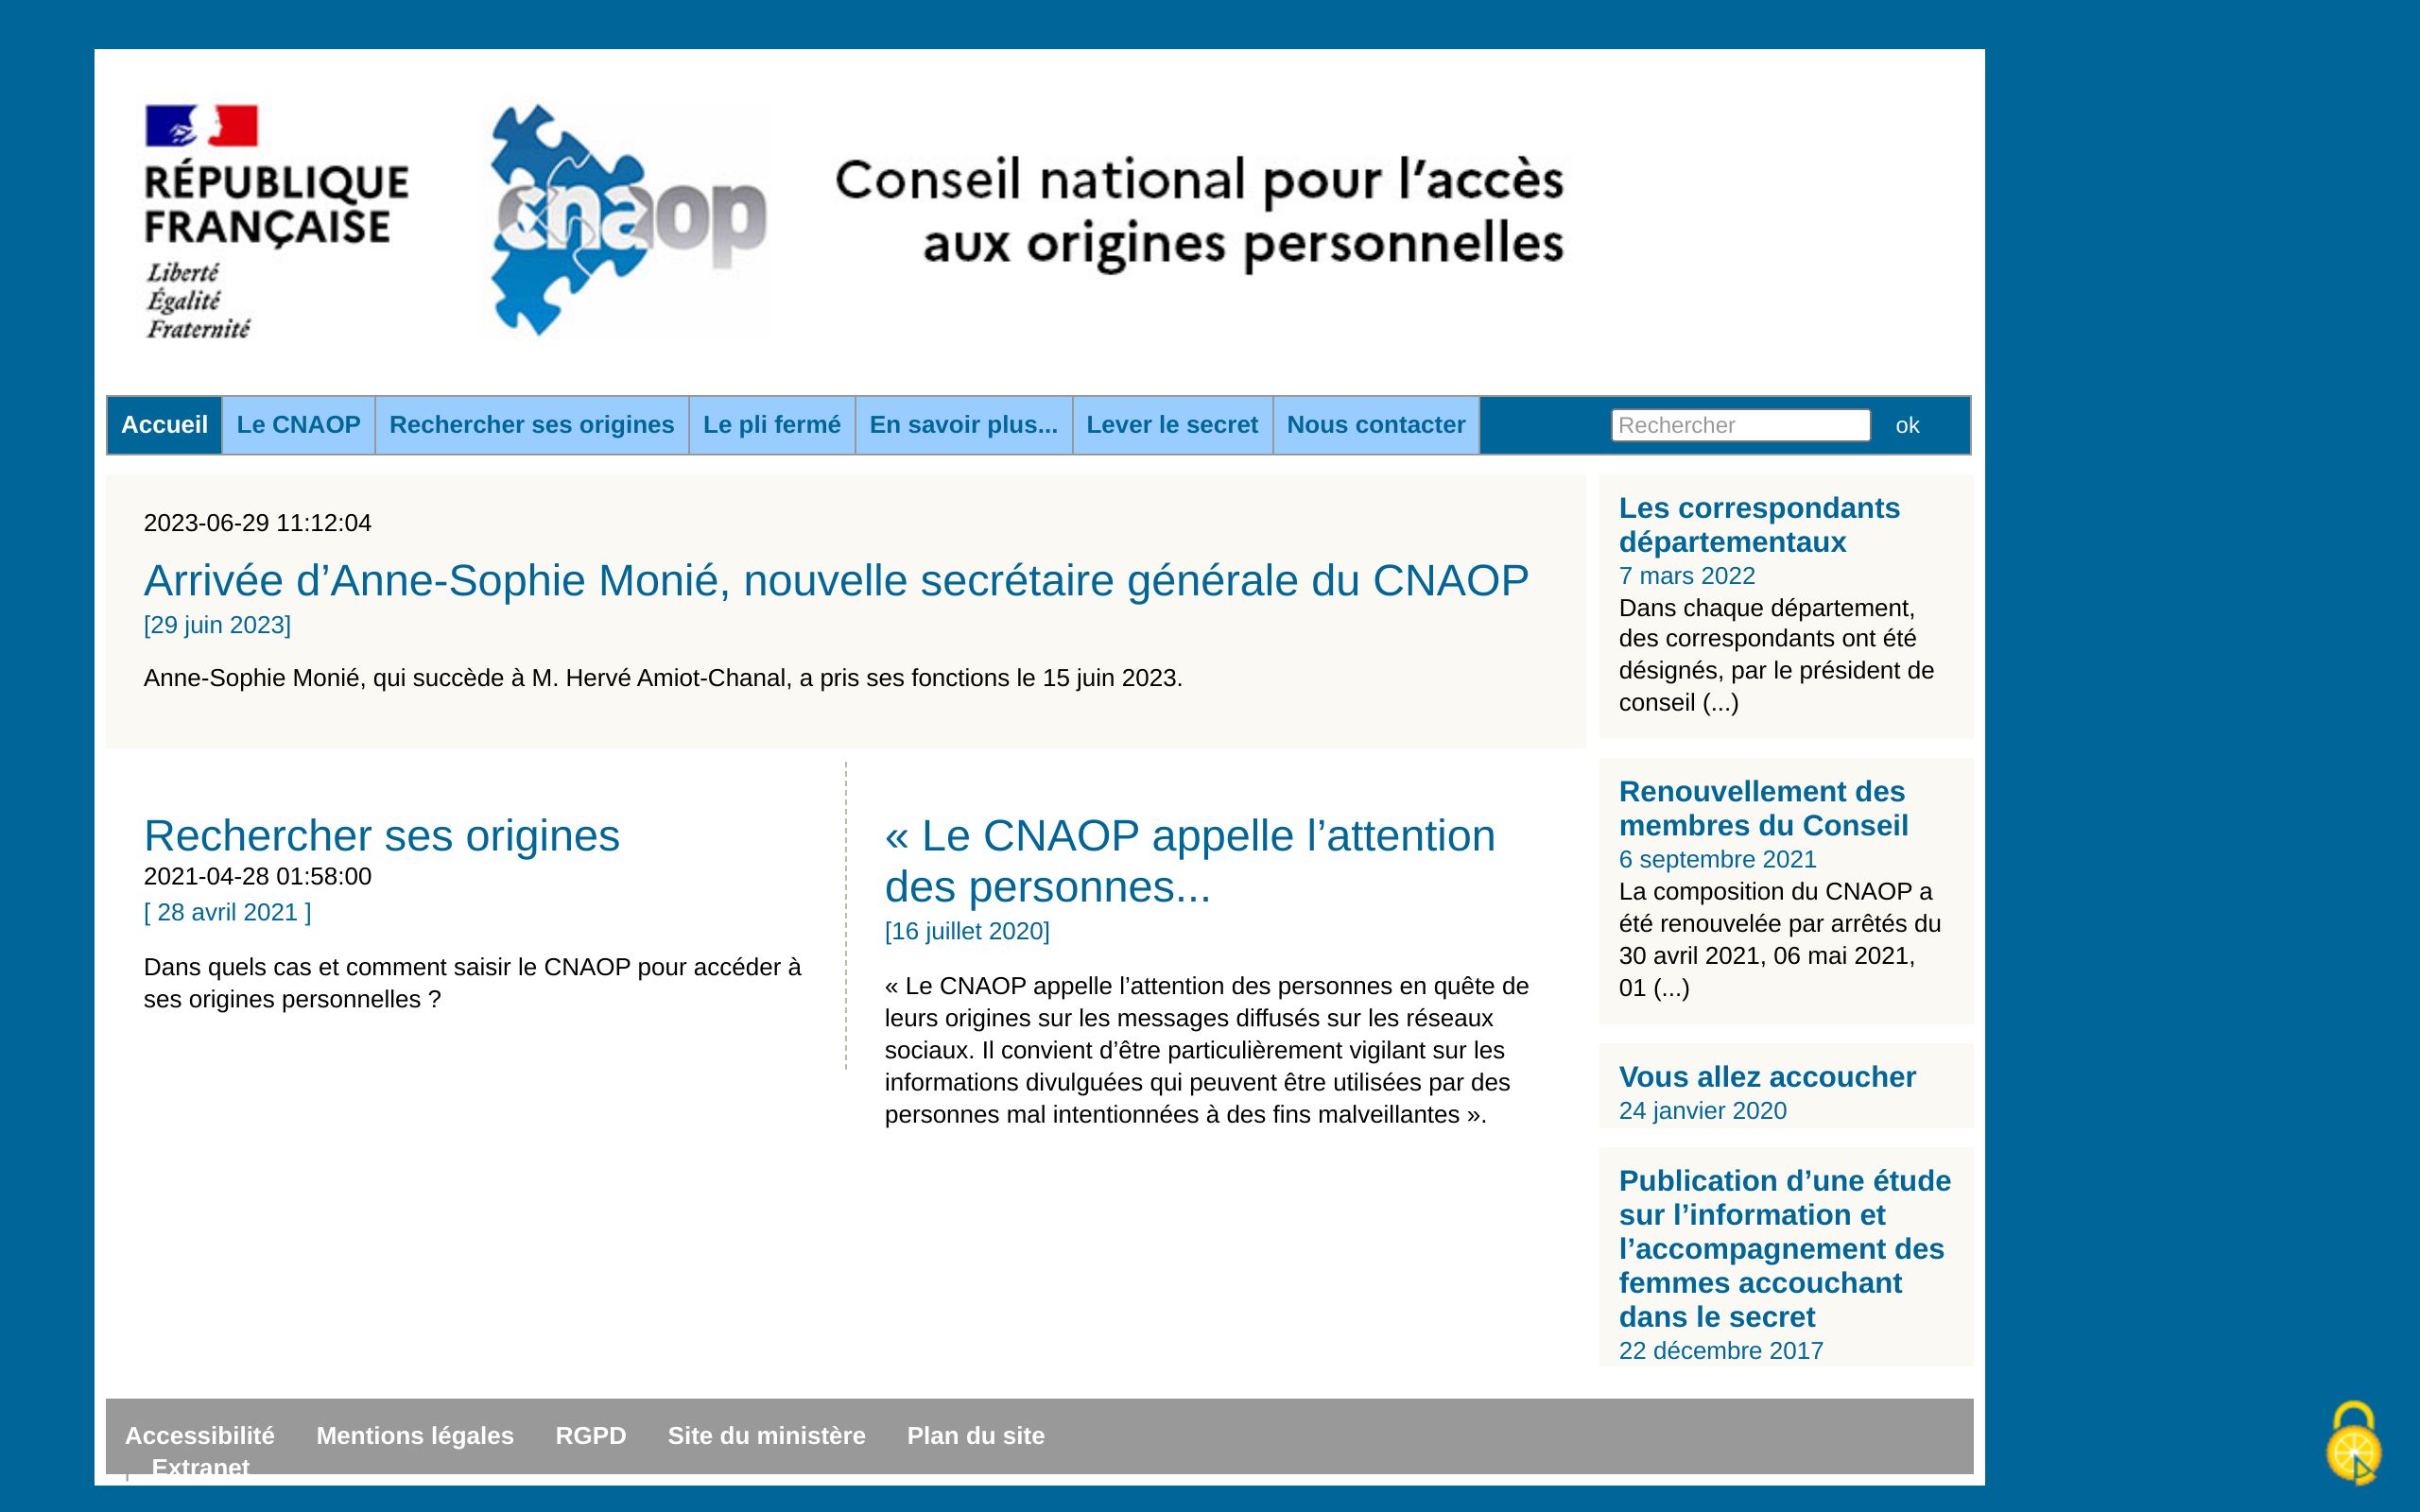 RÉPUBLIQUE
FRANÇAISE
Liberté
Égalité
Fraternité
cnaop
Conseil national pour l’accès
aux origines personnelles
Accueil Le CNAOP Rechercher ses origines Le pli fermé En savoir plus... Lever le secret Nous contacter Rechercher ok
2023-06-29 11:12:04
Arrivée d’Anne-Sophie Monié, nouvelle secrétaire générale du CNAOP
[29 juin 2023]
Anne-Sophie Monié, qui succède à M. Hervé Amiot-Chanal, a pris ses fonctions le 15 juin 2023.
Rechercher ses origines
2021-04-28 01:58:00
[ 28 avril 2021 ]
Dans quels cas et comment saisir le CNAOP pour accéder à
ses origines personnelles ?
« Le CNAOP appelle l’attention
des personnes...
[16 juillet 2020]
« Le CNAOP appelle l’attention des personnes en quête de
leurs origines sur les messages diffusés sur les réseaux
sociaux. Il convient d’être particulièrement vigilant sur les
informations divulguées qui peuvent être utilisées par des
personnes mal intentionnées à des fins malveillantes ».
Les correspondants
départementaux
7 mars 2022
Dans chaque département,
des correspondants ont été
désignés, par le président de
conseil (...)
Renouvellement des
membres du Conseil
6 septembre 2021
La composition du CNAOP a
été renouvelée par arrêtés du
30 avril 2021, 06 mai 2021,
01 (...)
Vous allez accoucher
24 janvier 2020
Publication d’une étude
sur l’information et
l’accompagnement des
femmes accouchant
dans le secret
22 décembre 2017
Accessibilité Mentions légales RGPD Site du ministère Plan du site
| Extranet